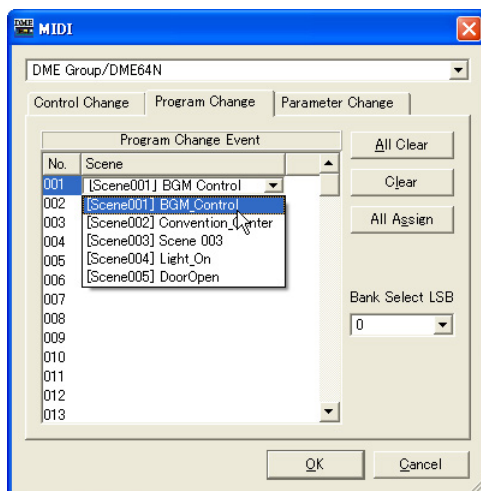 DME MIDI
DME Group/DME64N
Control Change Program Change Parameter Change
Program Change Event
No. Scene
All Clear
001 [Scene001] BGM Control
Clear
002 [Scene001] BGM_Control
003 [Scene002] Convention_Center
All Assign
004 [Scene003] Scene 003
005 [Scene004] Light_On
006 [Scene005] DoorOpen
007
Bank Select LSB
008
0
009
010
011
012
013
OK Cancel